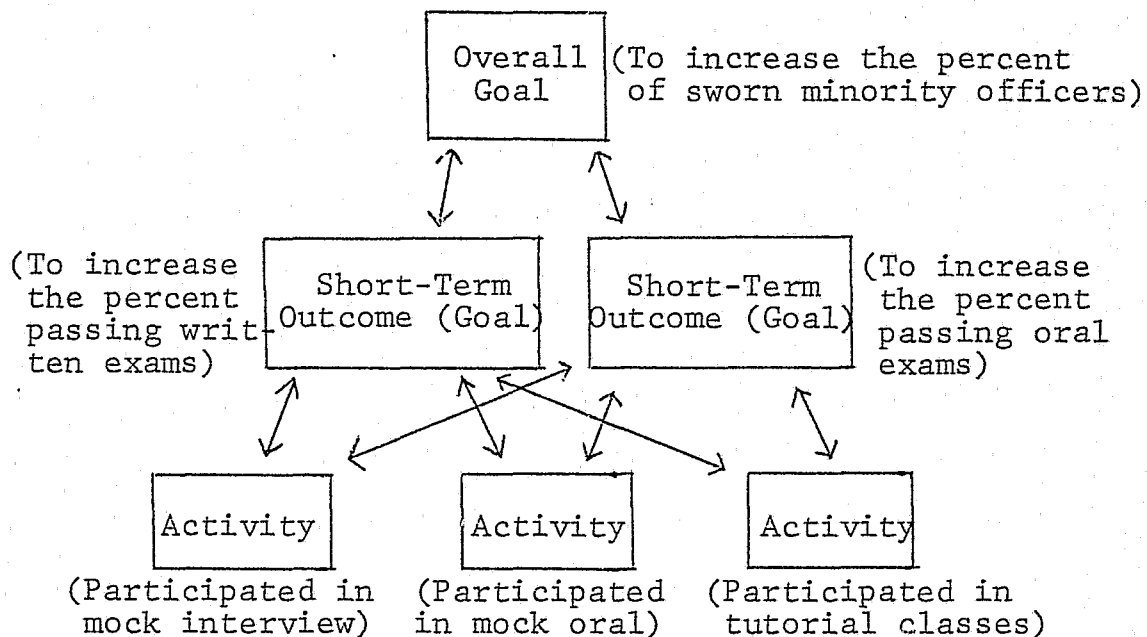 Overall
Goal
(To increase the percent
of sworn minority officers)
(To increase
the percent
passing writ-
ten exams)
Short-Term
Outcome (Goal)
Short-Term
Outcome (Goal)
(To increase
the percent
passing oral
exams)
Activity
(Participated in
mock interview)
Activity
(Participated
in mock oral)
Activity
(Participated in
tutorial classes)